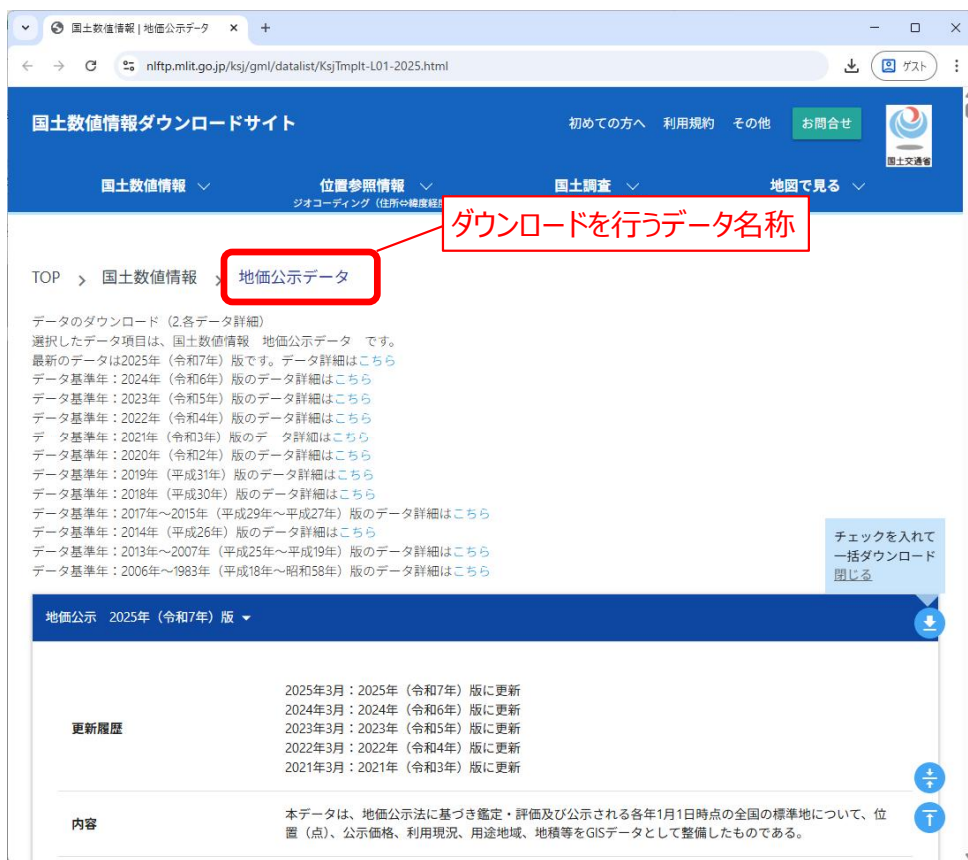 国土数値情報 | 地価公示データ
nlftp.mlit.go.jp/ksj/gml/datalist/KsjTmplt-L01-2025.html
ゲスト
国土数値情報ダウンロードサイト
初めての方へ 利用規約 その他 お問合せ
国土交通省
国土数値情報 位置参照情報 国土調査 地図で見る
ジオコーディング（住所⇔緯度経度
ダウンロードを行うデータ名称
TOP > 国土数値情報 > 地価公示データ
データのダウンロード（2.各データ詳細）
選択したデータ項目は、国土数値情報 地価公示データ です。
最新のデータは2025年（令和7年）版です。データ詳細はこちら
データ基準年：2024年（令和6年）版のデータ詳細はこちら
データ基準年：2023年（令和5年）版のデータ詳細はこちら
データ基準年：2022年（令和4年）版のデータ詳細はこちら
デ タ基準年：2021年（令和3年）版のデ タ詳細はこちら
データ基準年：2020年（令和2年）版のデータ詳細はこちら
データ基準年：2019年（平成31年）版のデータ詳細はこちら
データ基準年：2018年（平成30年）版のデータ詳細はこちら
データ基準年：2017年～2015年（平成29年～平成27年）版のデータ詳細はこちら
データ基準年：2014年（平成26年）版のデータ詳細はこちら
データ基準年：2013年～2007年（平成25年～平成19年）版のデータ詳細はこちら
データ基準年：2006年～1983年（平成18年～昭和58年）版のデータ詳細はこちら
チェックを入れて
一括ダウンロード
閉じる
地価公示 2025年（令和7年）版
更新履歴
2025年3月：2025年（令和7年）版に更新
2024年3月：2024年（令和6年）版に更新
2023年3月：2023年（令和5年）版に更新
2022年3月：2022年（令和4年）版に更新
2021年3月：2021年（令和3年）版に更新
内容
本データは、地価公示法に基づき鑑定・評価及び公示される各年1月1日時点の全国の標準地について、位
置（点）、公示価格、利用現況、用途地域、地積等をGISデータとして整備したものである。